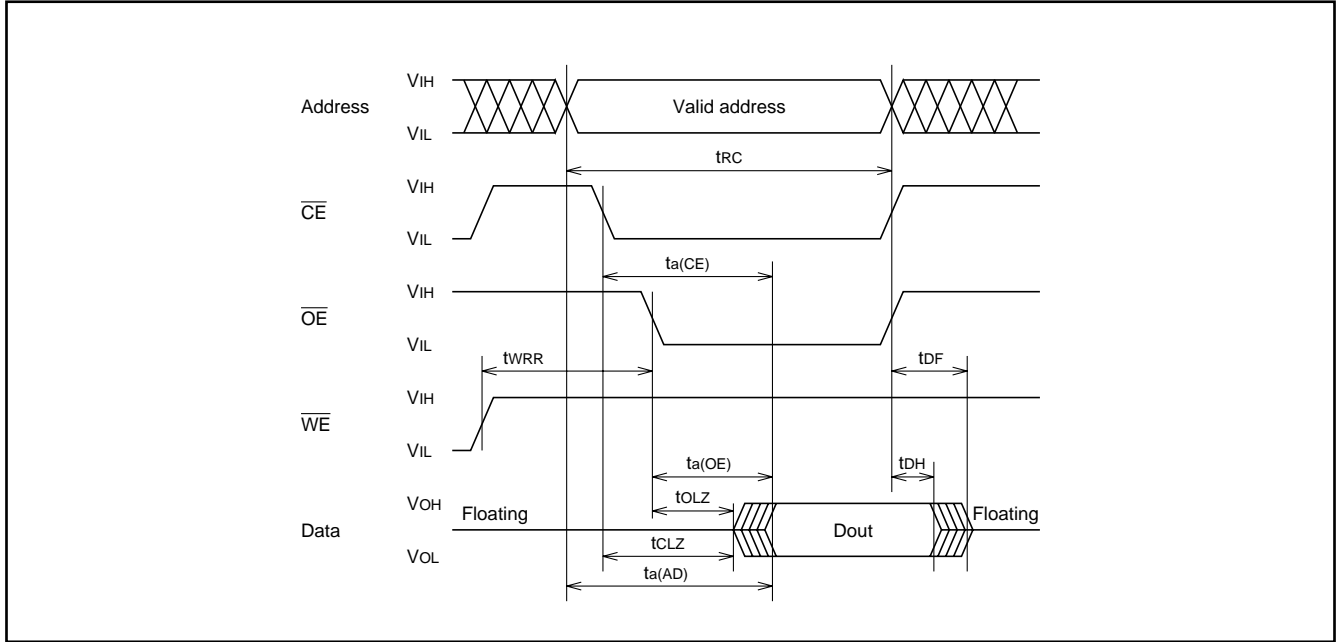 VIH
Address
Valid address
VIL
tRC
VIH
CE
VIL
ta(CE)
VIH
OE
VIL
tWRR
tDF
VIH
WE
VIL
ta(OE)
tDH
VOH
tOLZ
Floating
Floating
Data
Dout
VOL
tCLZ
ta(AD)